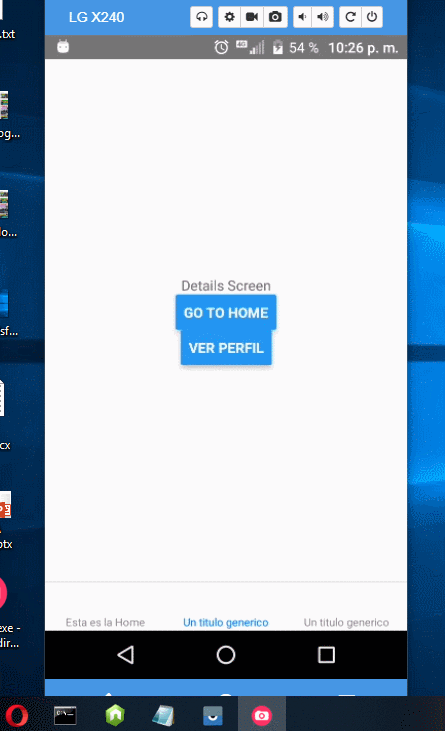 LG X240
.txt
4G
54 %
10:26 p. m.
og...
o...
Details Screen
GO TO HOME
VER PERFIL
sf...
cx
otx
exe -
dir...
Esta es la Home
Un titulo generico
Un titulo generico